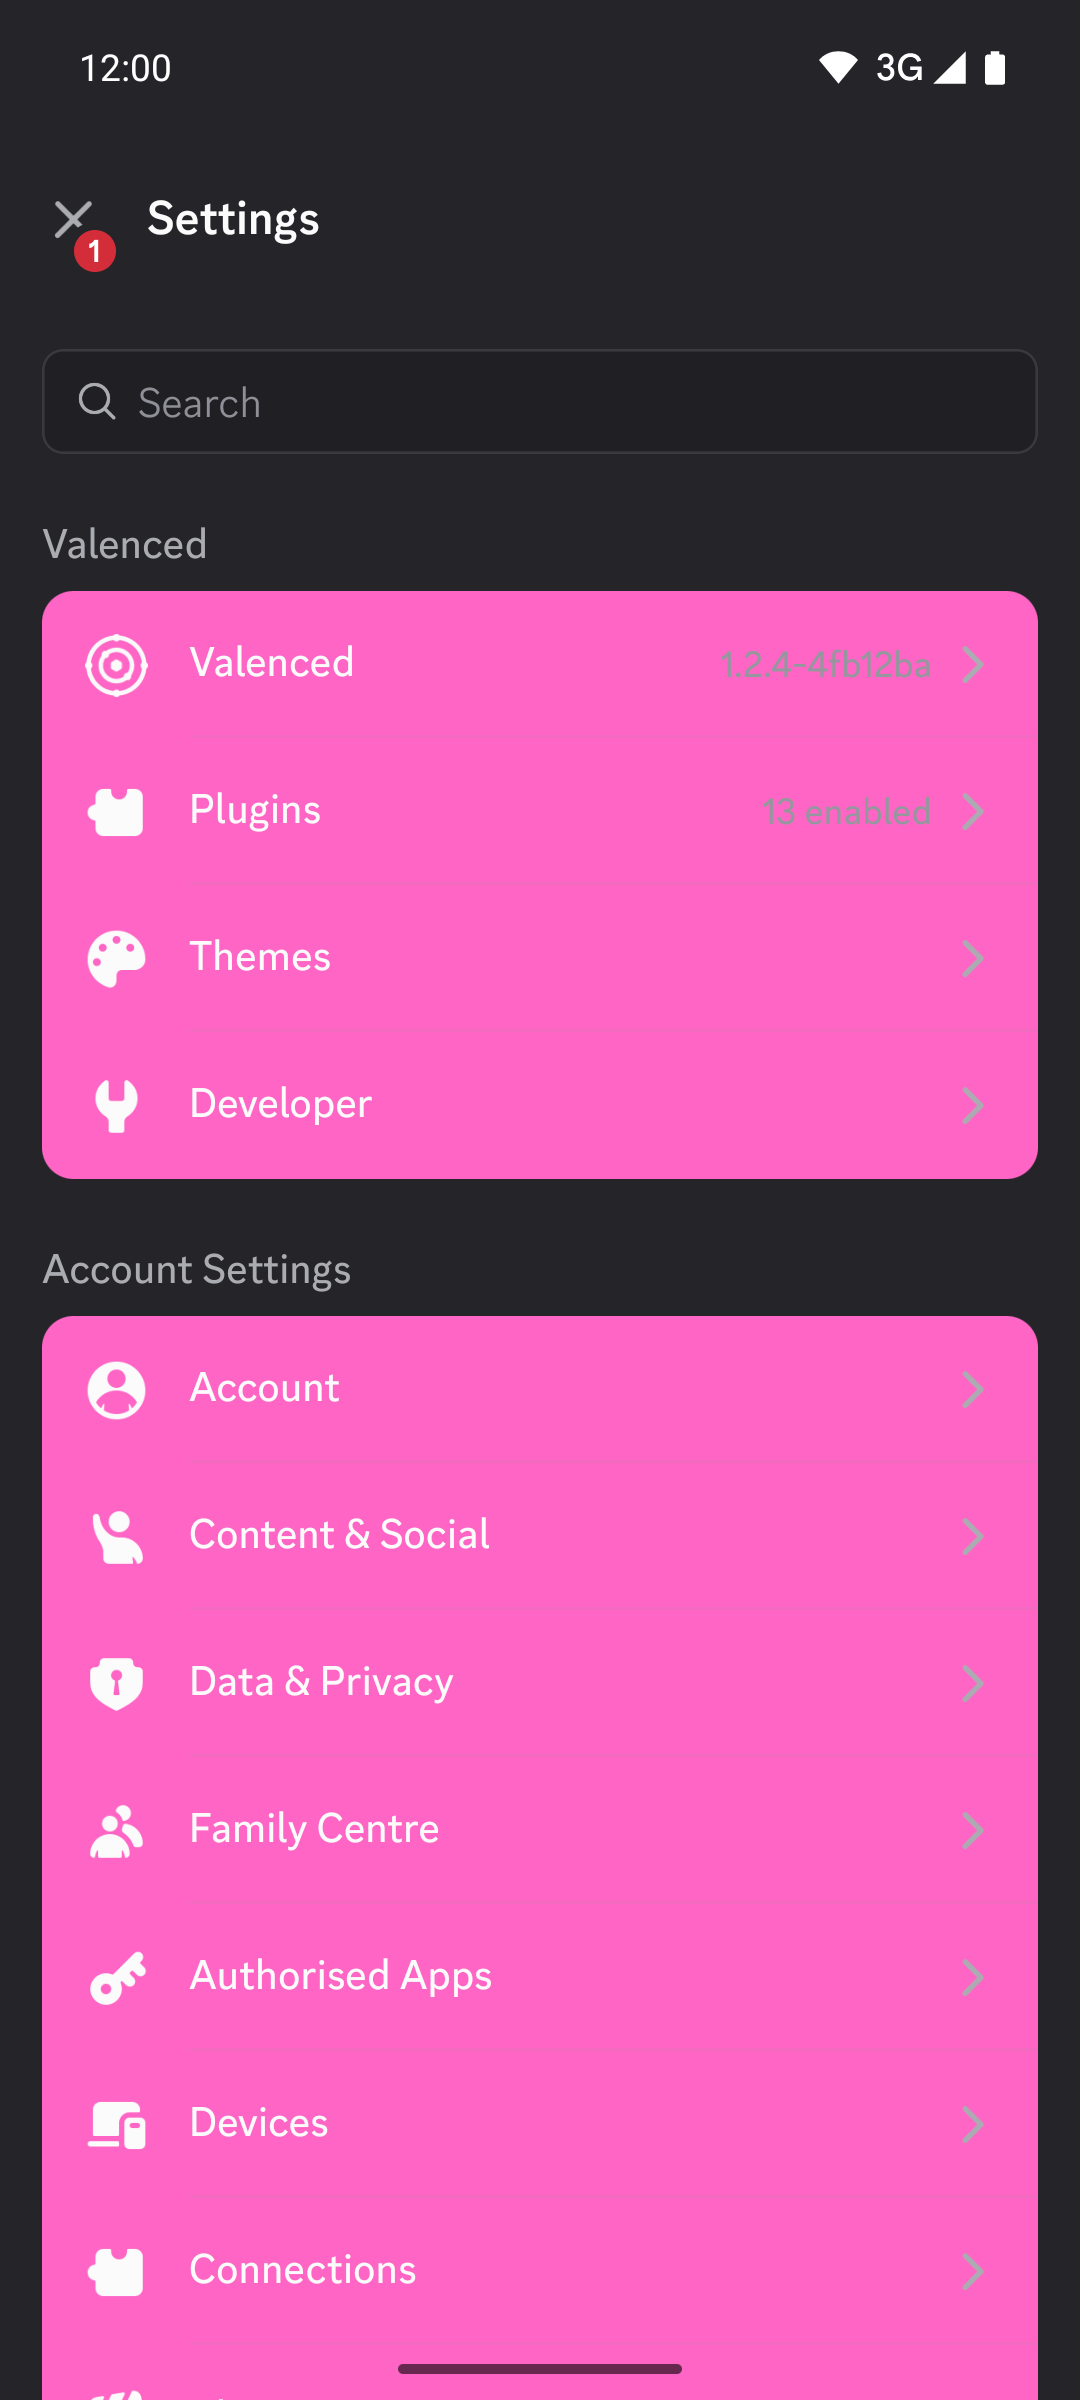 12:00
3G
Settings
1
Search
Valenced
Valenced 1.2.4-4fb12ba
Plugins 13 enabled
Themes
Developer
Account Settings
Account
Content & Social
Data & Privacy
Family Centre
Authorised Apps
Devices
Connections